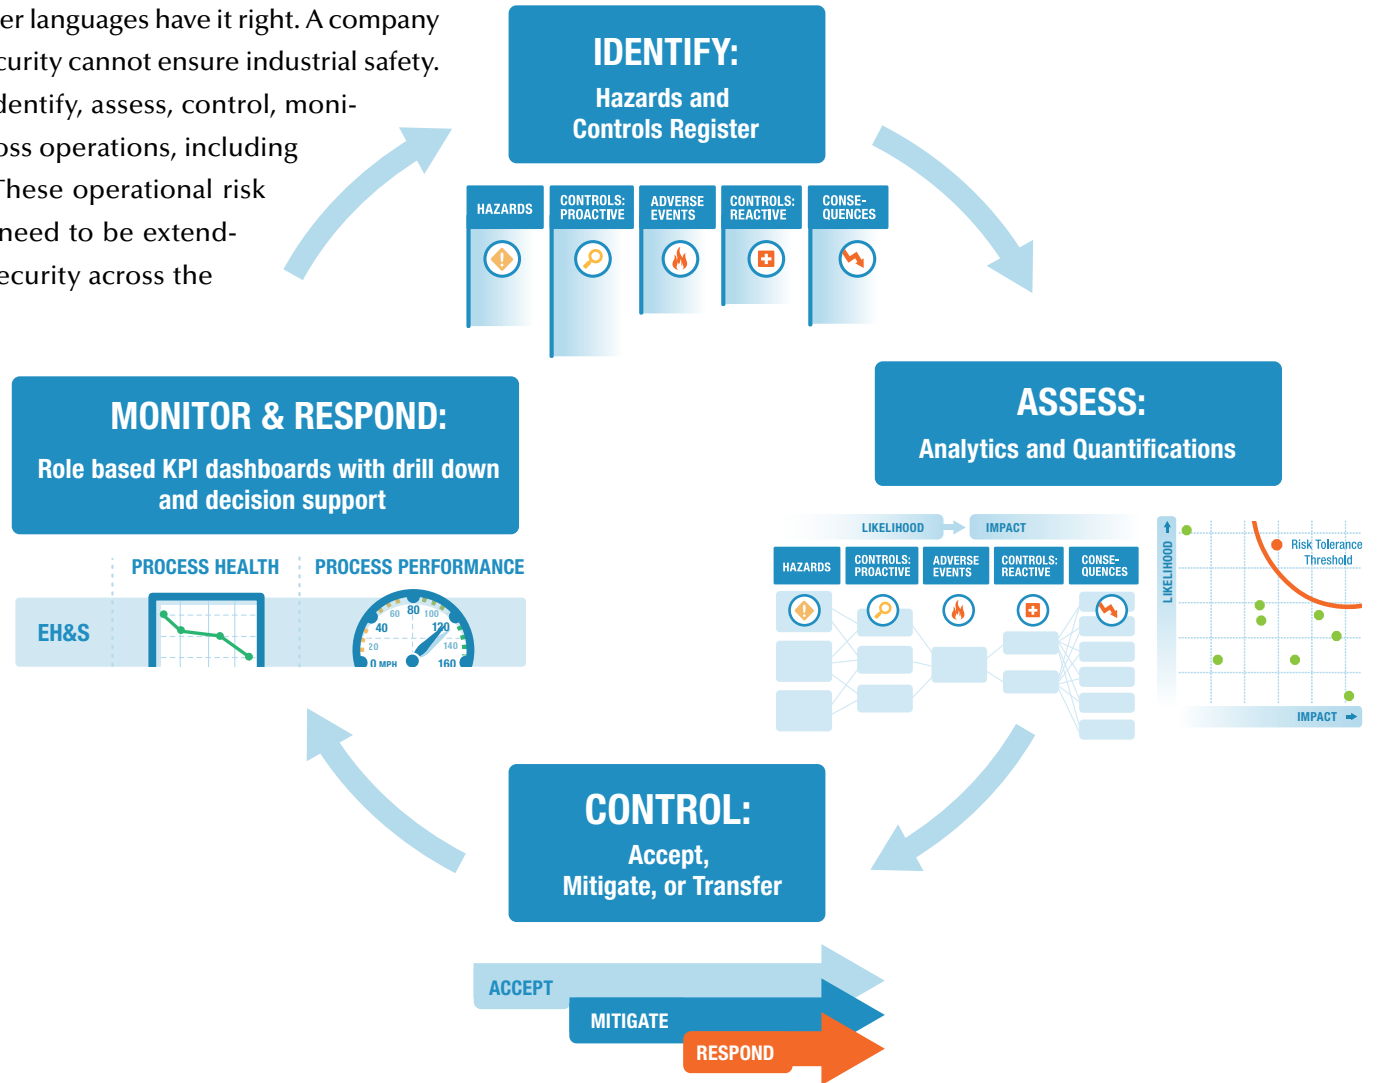 er languages have it right. A company
curity cannot ensure industrial safety.
dentify, assess, control, moni-
oss operations, including
These operational risk
need to be extend-
ecurity across the
IDENTIFY:
Hazards and
Controls Register
HAZARDS
CONTROLS:
PROACTIVE
ADVERSE
EVENTS
CONTROLS:
REACTIVE
CONSE-
QUENCES
ASSESS:
Analytics and Quantifications
LIKELIHOOD
IMPACT
HAZARDS
CONTROLS:
PROACTIVE
ADVERSE
EVENTS
CONTROLS:
REACTIVE
CONSE-
QUENCES
LIKELIHOOD
Risk Tolerance
Threshold
IMPACT
CONTROL:
Accept,
Mitigate, or Transfer
ACCEPT
MITIGATE
RESPOND
MONITOR & RESPOND:
Role based KPI dashboards with drill down
and decision support
PROCESS HEALTH
PROCESS PERFORMANCE
EH&S
0 MPH
20
40
60
80
100
120
140
160